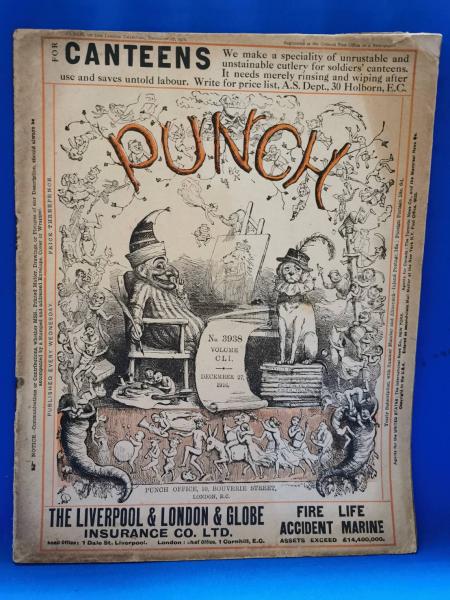 FOR
CANTEENS
We make a speciality of unrustable and
unstainable cutlery for soldiers' canteens.
It needs merely rinsing and wiping after
use and saves untold labour. Write for price list, A.S. Dept., 30 Holborn, E.C.
PUNCH
No. 3938
VOLUME
CLI.
DECEMBER 27,
1916.
PUBLISHED EVERY WEDNESDAY.
PRICE THREEPENCE
PUNCH OFFICE, 10, BOUVERIE STREET,
LONDON, E.C.
THE LIVERPOOL & LONDON & GLOBE
INSURANCE CO. LTD.
Head Offices: 1 Dale St. Liverpool. London: Chief Office, 1 Cornhill, E.C.
FIRE LIFE
ACCIDENT MARINE
ASSETS EXCEED £14,400,000.